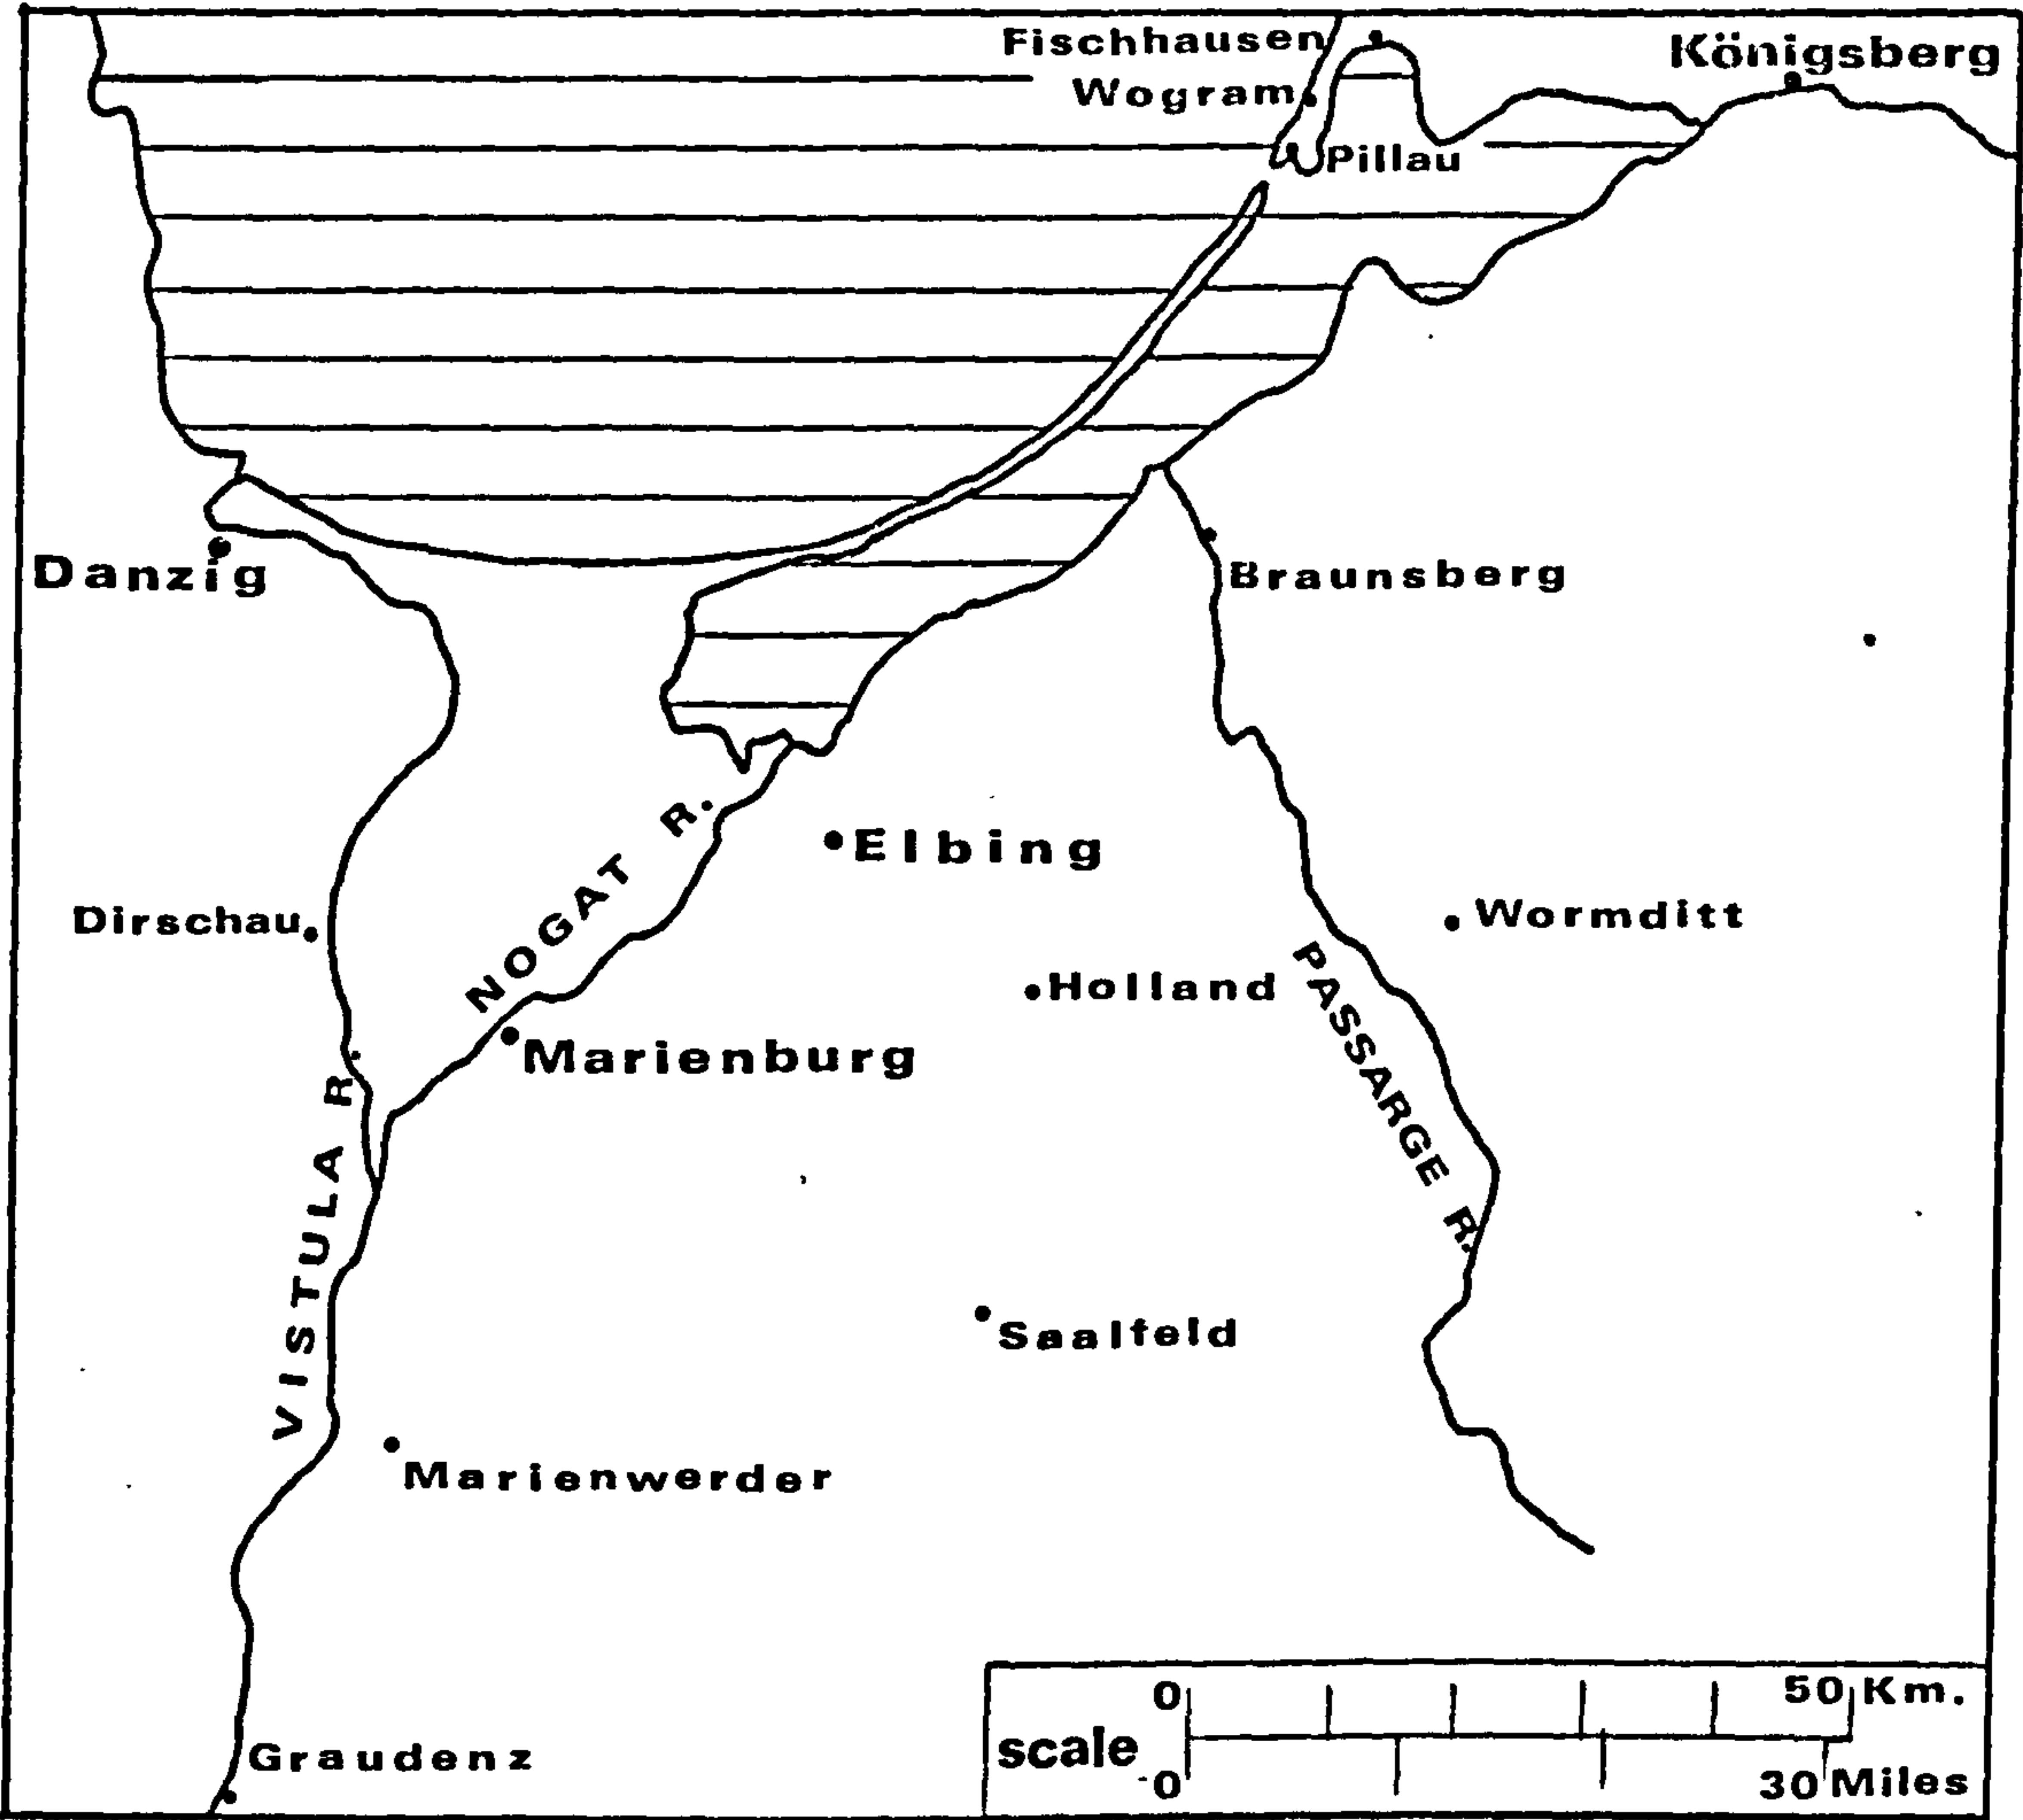 Fischhausen
Königsberg
Wogram
Pillau
Danzig
Braunsberg
NOGAT R.
Elbing
Dirschau
Wormditt
Holland
PASSARGE R.
Marienburg
VISTULA R.
Saalfeld
Marienwerder
Graudenz
scale
0 50 Km.
0 30 Miles